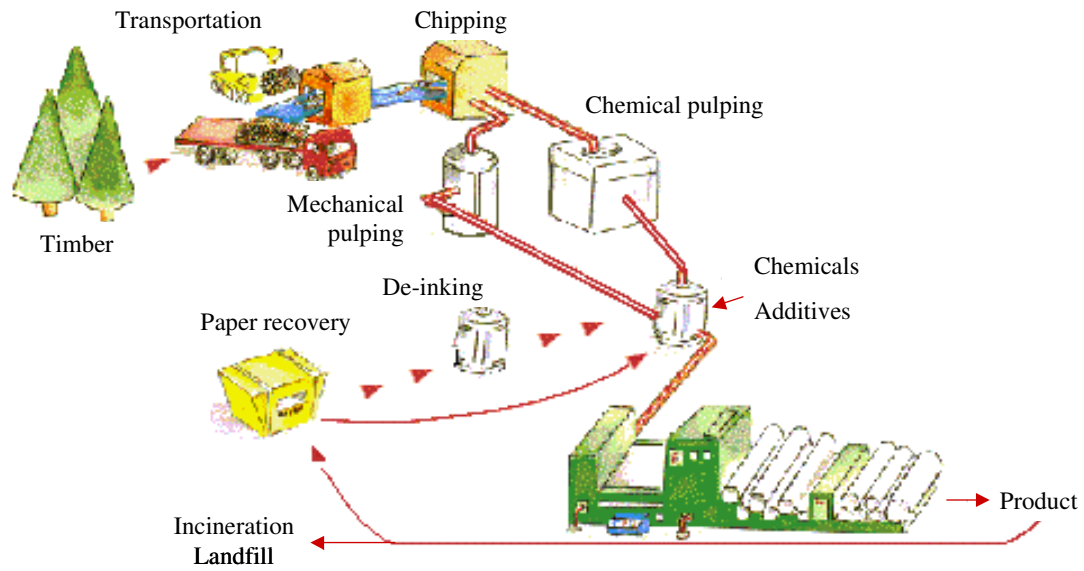 Transportation
Chipping
Chemical pulping
Mechanical
pulping
Timber
Chemicals
Additives
De-inking
Paper recovery
Product
Incineration
Landfill